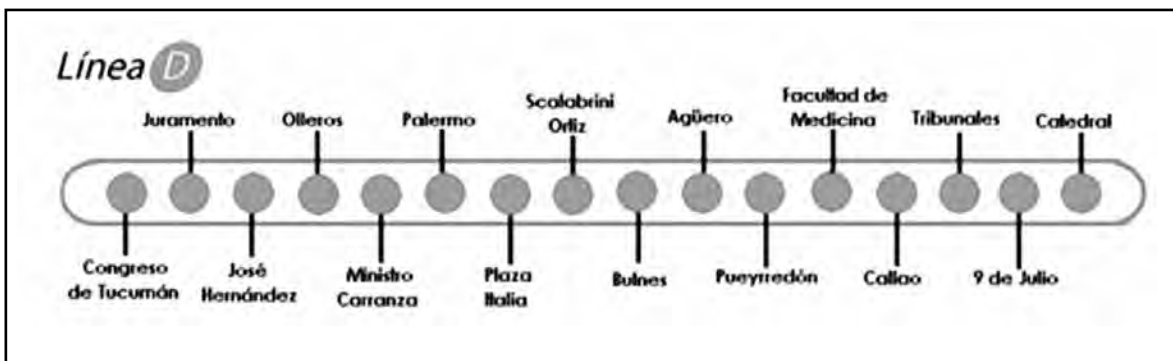 Línea D
Juramento
Olleros
Palermo
Scalabrini
Ortiz
Agüero
Facultad de
Medicina
Tribunales
Catedral
Congreso
de Tucumán
José
Hernández
Ministro
Carranza
Plaza
Italia
Bulnes
Pueyrredón
Callao
9 de Julio